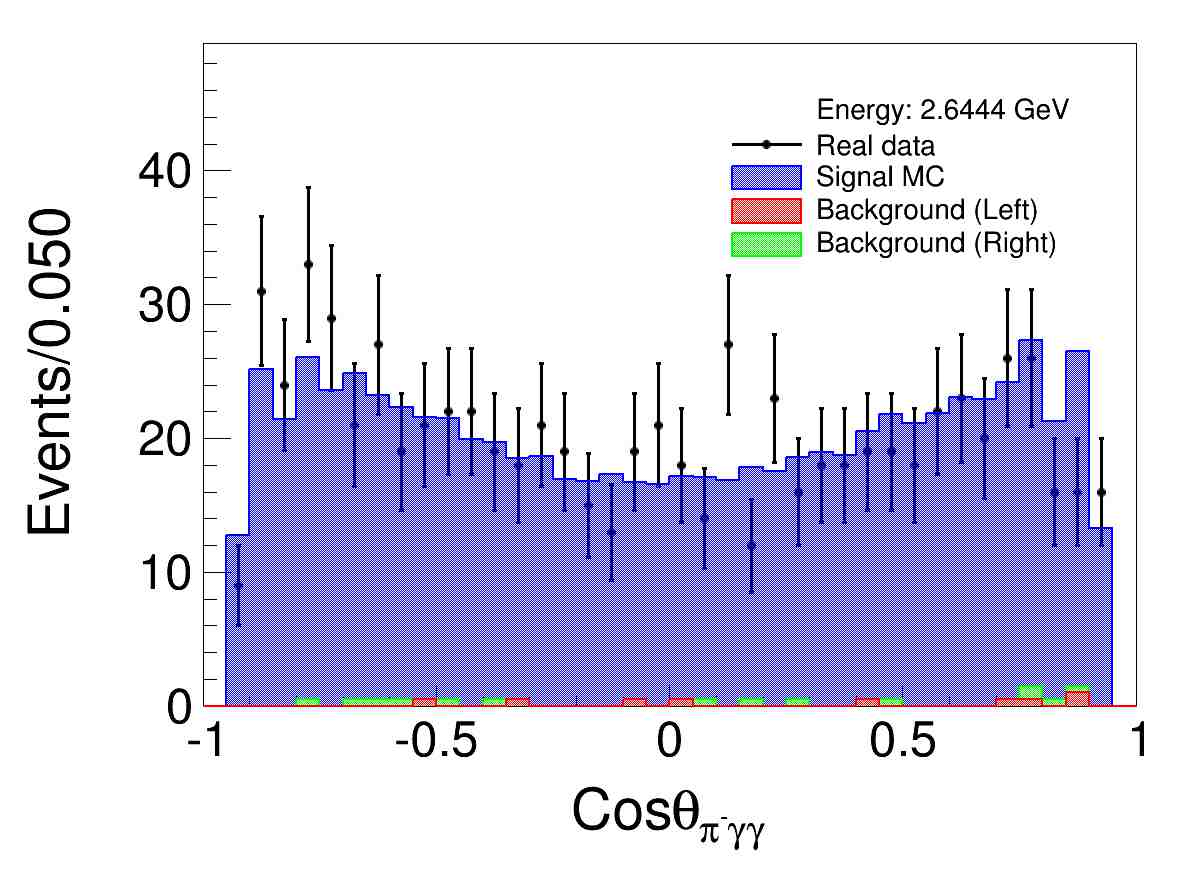 Energy: 2.6444 GeV
Real data
Signal MC
Background (Left)
Background (Right)
Events/0.050
40
30
20
10
0
-1 -0.5 0 0.5 1
Cosθπ⁻γγ